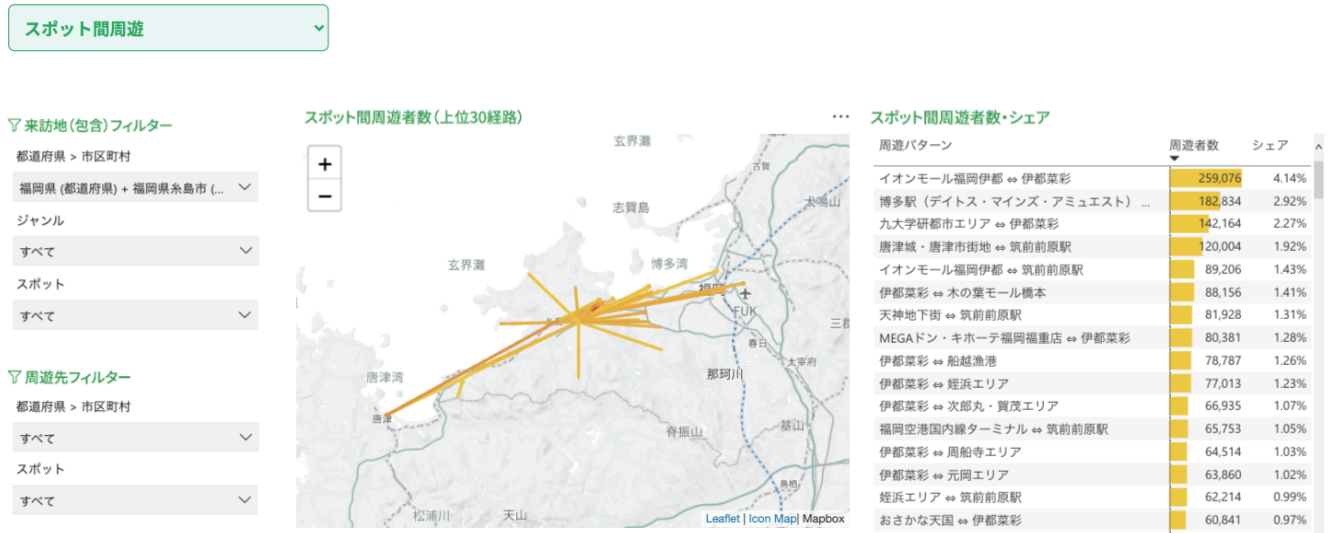 スポット間周遊
来訪地(包含)フィルター
都道府県 > 市区町村
福岡県 (都道府県) + 福岡県糸島市 (...
ジャンル
すべて
スポット
すべて
周遊先フィルター
都道府県 > 市区町村
すべて
スポット
すべて
スポット間周遊者数(上位30経路)
...
+
−
玄界灘
古賀
犬鳴山
志賀島
玄界灘
博多湾
福岡
FUK
春日
太宰府
唐津湾
那珂川
唐津
脊振山
基山
鳥栖
松浦川
天山
Leaflet | Icon Map| Mapbox
スポット間周遊者数・シェア
周遊パターン 周遊者数 シェア
イオンモール福岡伊都 ⇔ 伊都菜彩 259,076 4.14%
博多駅(デイトス・マインズ・アミュエスト) ... 182,834 2.92%
九大学研都市エリア ⇔ 伊都菜彩 142,164 2.27%
唐津城・唐津市街地 ⇔ 筑前前原駅 120,004 1.92%
イオンモール福岡伊都 ⇔ 筑前前原駅 89,206 1.43%
伊都菜彩 ⇔ 木の葉モール橋本 88,156 1.41%
天神地下街 ⇔ 筑前前原駅 81,928 1.31%
MEGAドン・キホーテ福岡福重店 ⇔ 伊都菜彩 80,381 1.28%
伊都菜彩 ⇔ 船越漁港 78,787 1.26%
伊都菜彩 ⇔ 姪浜エリア 77,013 1.23%
伊都菜彩 ⇔ 次郎丸・賀茂エリア 66,935 1.07%
福岡空港国内線ターミナル ⇔ 筑前前原駅 65,753 1.05%
伊都菜彩 ⇔ 周船寺エリア 64,514 1.03%
伊都菜彩 ⇔ 元岡エリア 63,860 1.02%
姪浜エリア ⇔ 筑前前原駅 62,214 0.99%
おさかな天国 ⇔ 伊都菜彩 60,841 0.97%